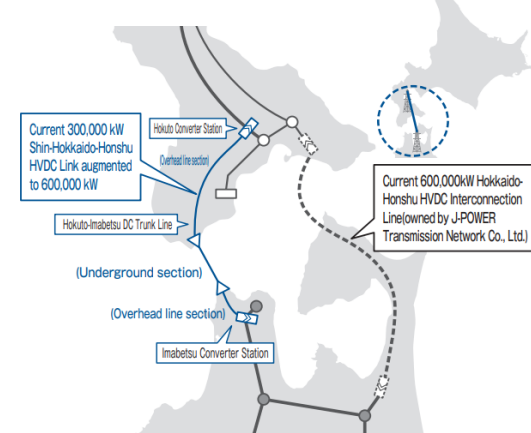 Current 300,000 kW
Shin-Hokkaido-Honshu
HVDC Link augmented
to 600,000 kW
Hokuto Converter Station
(Overhead line section)
Hokuto-Imabetsu DC Trunk Line
(Underground section)
(Overhead line section)
Imabetsu Converter Station
Current 600,000kW Hokkaido-
Honshu HVDC Interconnection
Line(owned by J-POWER
Transmission Network Co., Ltd.)